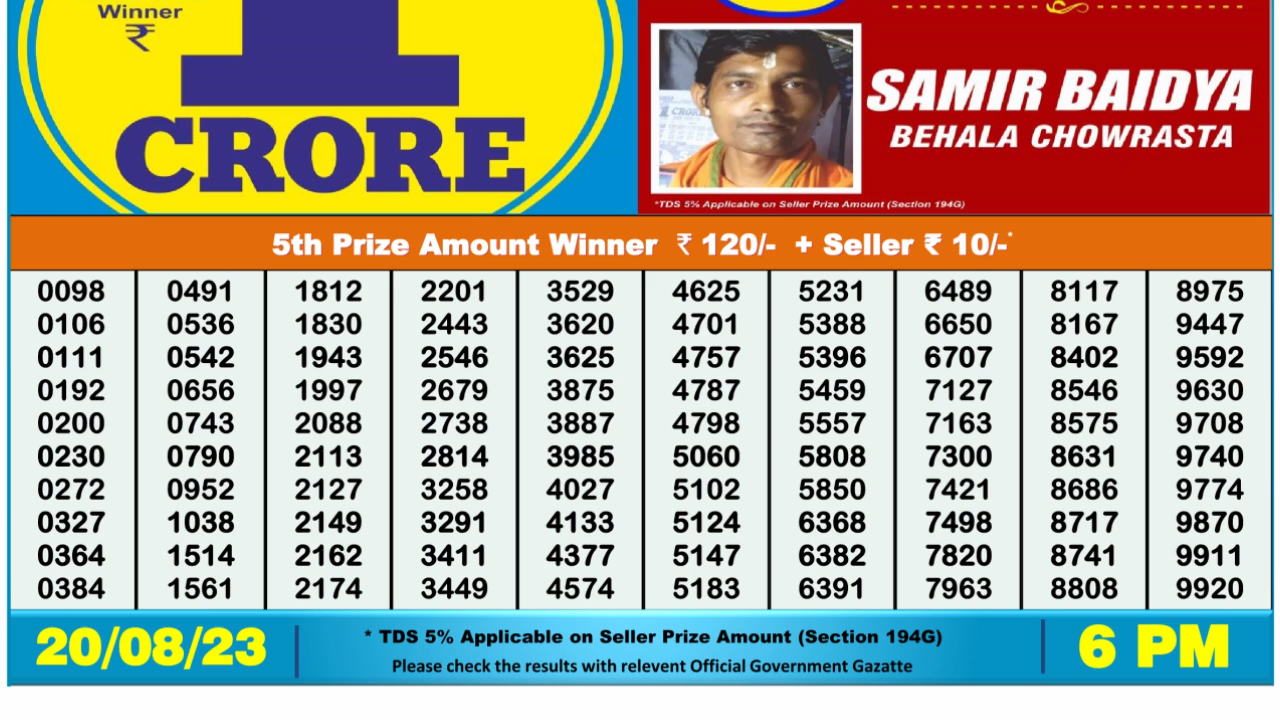 Winner
₹
1
CRORE
SAMIR BAIDYA
BEHALA CHOWRASTA
*TDS 5% Applicable on Seller Prize Amount (Section 194G)
5th Prize Amount Winner ₹ 120/- + Seller ₹ 10/-*
0098 0491 1812 2201 3529 4625 5231 6489 8117 8975
0106 0536 1830 2443 3620 4701 5388 6650 8167 9447
0111 0542 1943 2546 3625 4757 5396 6707 8402 9592
0192 0656 1997 2679 3875 4787 5459 7127 8546 9630
0200 0743 2088 2738 3887 4798 5557 7163 8575 9708
0230 0790 2113 2814 3985 5060 5808 7300 8631 9740
0272 0952 2127 3258 4027 5102 5850 7421 8686 9774
0327 1038 2149 3291 4133 5124 6368 7498 8717 9870
0364 1514 2162 3411 4377 5147 6382 7820 8741 9911
0384 1561 2174 3449 4574 5183 6391 7963 8808 9920
20/08/23
* TDS 5% Applicable on Seller Prize Amount (Section 194G)
Please check the results with relevent Official Government Gazatte
6 PM